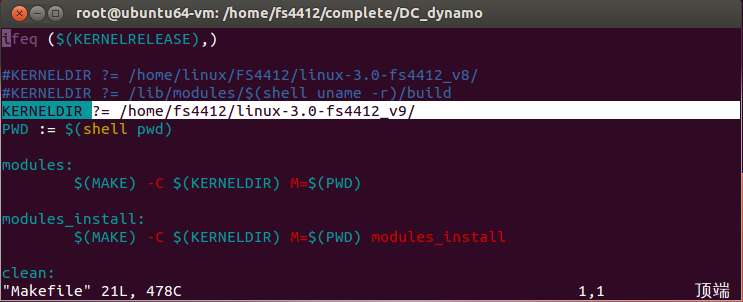 root@ubuntu64-vm: /home/fs4412/complete/DC_dynamo
ifeq ($(KERNELRELEASE),)
#KERNELDIR ?= /home/linux/FS4412/linux-3.0-fs4412_v8/
#KERNELDIR ?= /lib/modules/$(shell uname -r)/build
KERNELDIR ?= /home/fs4412/linux-3.0-fs4412_v9/
PWD := $(shell pwd)
modules:
$(MAKE) -C $(KERNELDIR) M=$(PWD)
modules_install:
$(MAKE) -C $(KERNELDIR) M=$(PWD) modules_install
clean:
"Makefile" 21L, 478C 1,1 顶端